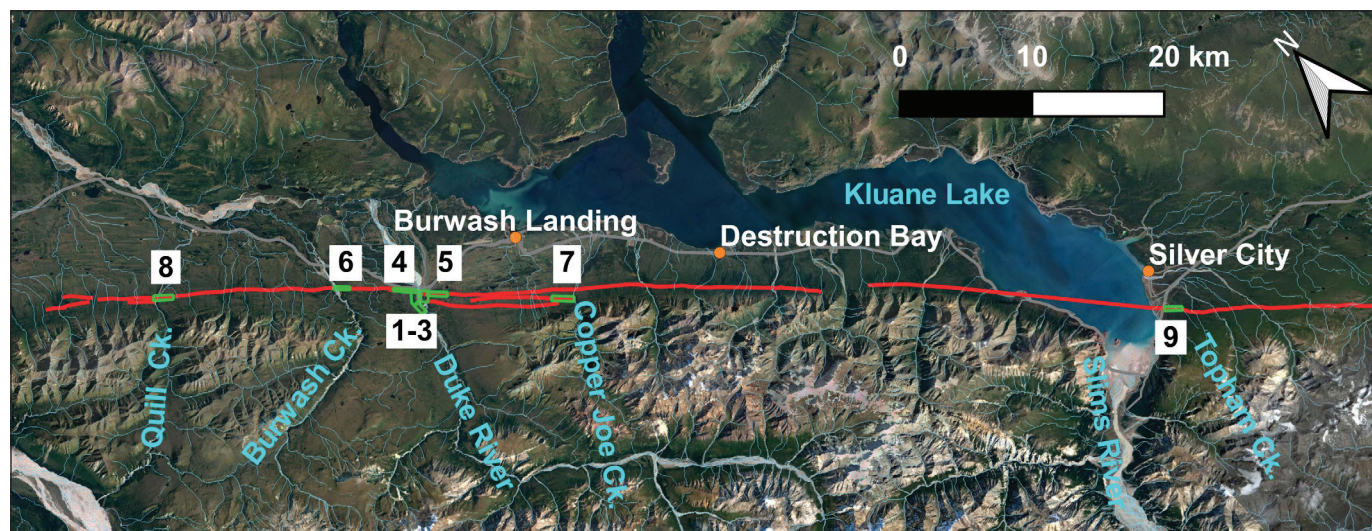 N
0 10 20 km
Kluane Lake
Burwash Landing
Destruction Bay
Silver City
8 6 4 5 7
1-3
9
Quill Ck.
Burwash Ck.
Duke River
Copper Joe Ck.
Slims River
Topham Ck.